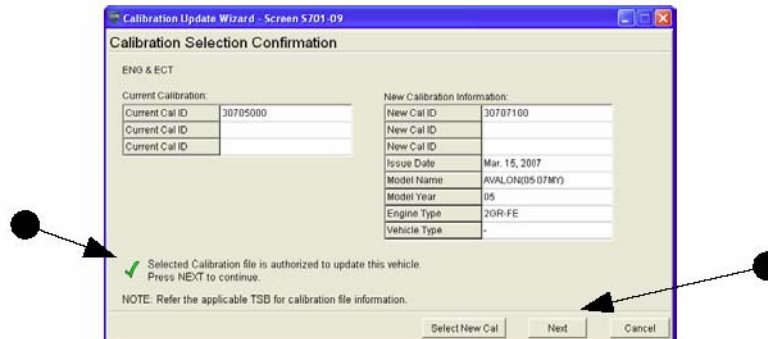 Calibration Update Wizard - Screen S701-09
Calibration Selection Confirmation
ENG & ECT
Current Calibration:
Current Cal ID 30705000
Current Cal ID
Current Cal ID
New Calibration Information:
New Cal ID 30707100
New Cal ID
New Cal ID
Issue Date Mar. 15, 2007
Model Name AVALON(05-07MY)
Model Year 05
Engine Type 2GR-FE
Vehicle Type -
Selected Calibration file is authorized to update this vehicle.
Press NEXT to continue.
NOTE: Refer the applicable TSB for calibration file information.
Select New Cal Next Cancel